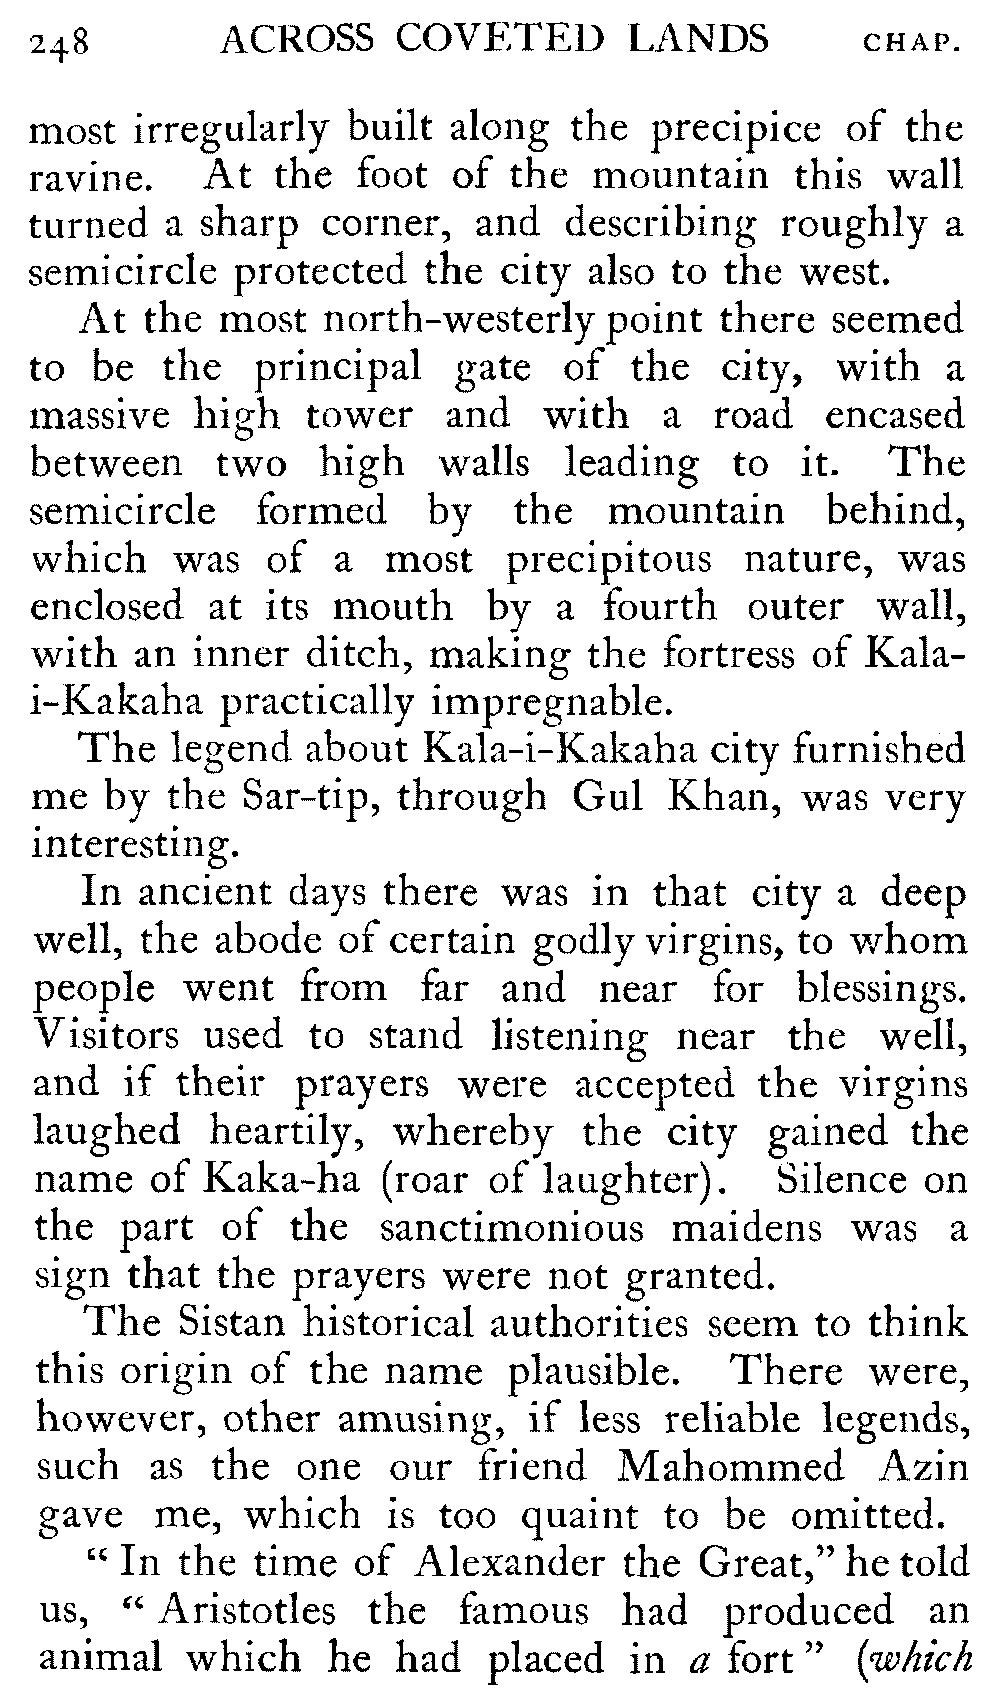 248 ACROSS COVETED LANDS CHAP.
most irregularly built along the precipice of the
ravine. At the foot of the mountain this wall
turned a sharp corner, and describing roughly a
semicircle protected the city also to the west.
At the most north-westerly point there seemed
to be the principal gate of the city, with a
massive high tower and with a road encased
between two high walls leading to it. The
semicircle formed by the mountain behind,
which was of a most precipitous nature, was
enclosed at its mouth by a fourth outer wall,
with an inner ditch, making the fortress of Kala-
i-Kakaha practically impregnable.
The legend about Kala-i-Kakaha city furnished
me by the Sar-tip, through Gul Khan, was very
interesting.
In ancient days there was in that city a deep
well, the abode of certain godly virgins, to whom
people went from far and near for blessings.
Visitors used to stand listening near the well,
and if their prayers were accepted the virgins
laughed heartily, whereby the city gained the
name of Kaka-ha (roar of laughter). Silence on
the part of the sanctimonious maidens was a
sign that the prayers were not granted.
The Sistan historical authorities seem to think
this origin of the name plausible. There were,
however, other amusing, if less reliable legends,
such as the one our friend Mahommed Azin
gave me, which is too quaint to be omitted.
“ In the time of Alexander the Great,” he told
us, “ Aristotles the famous had produced an
animal which he had placed in a fort ” (which